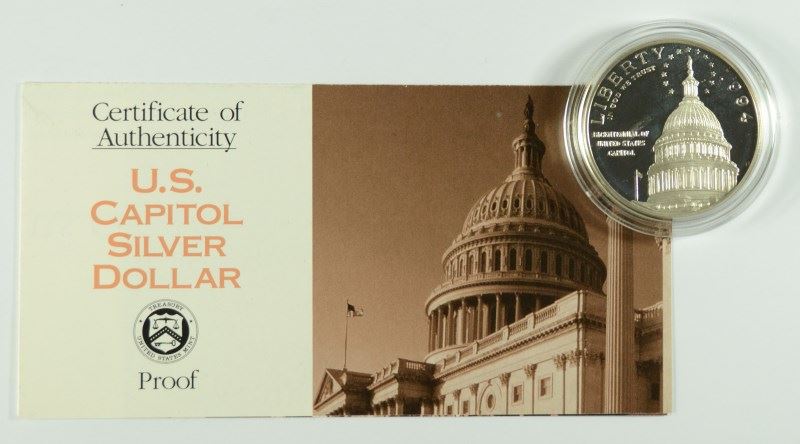 Certificate of
Authenticity
U.S.
CAPITOL
SILVER
DOLLAR
TREASURY
UNITED STATES MINT
Proof
LIBERTY
IN GOD WE TRUST
1994
BICENTENNIAL OF
UNITED STATES
CAPITOL